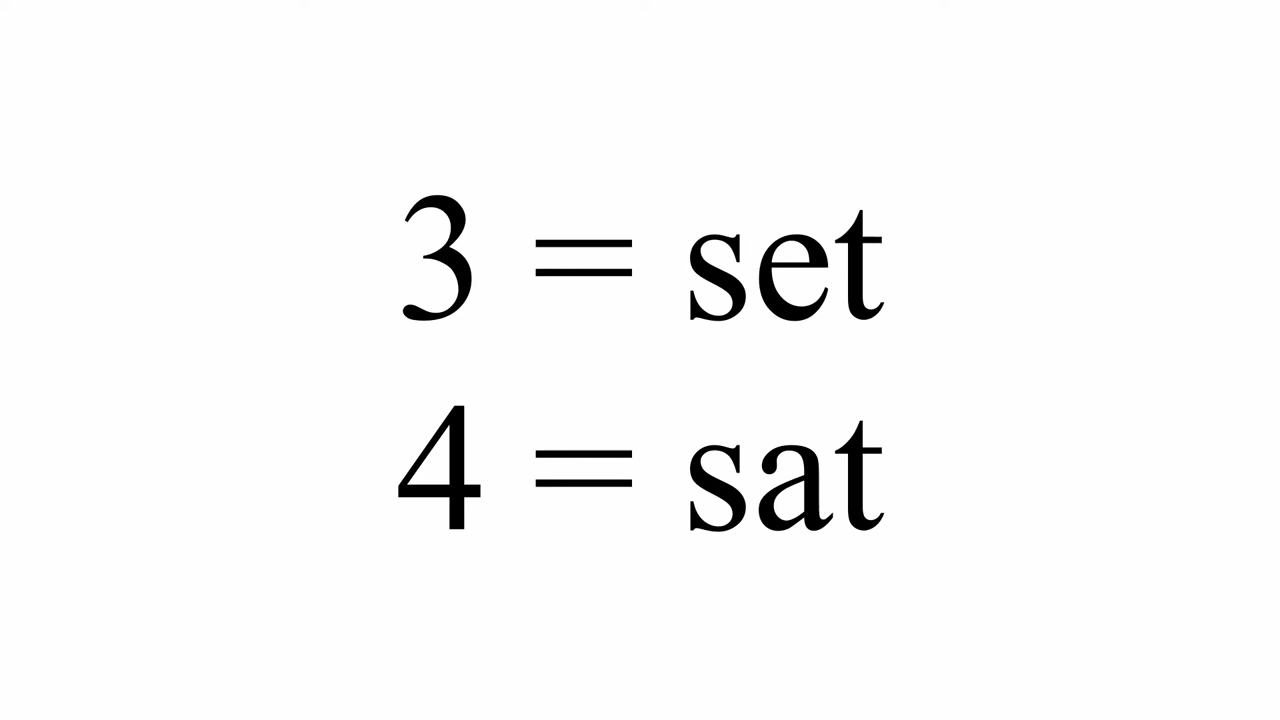 3 = set
4 = sat